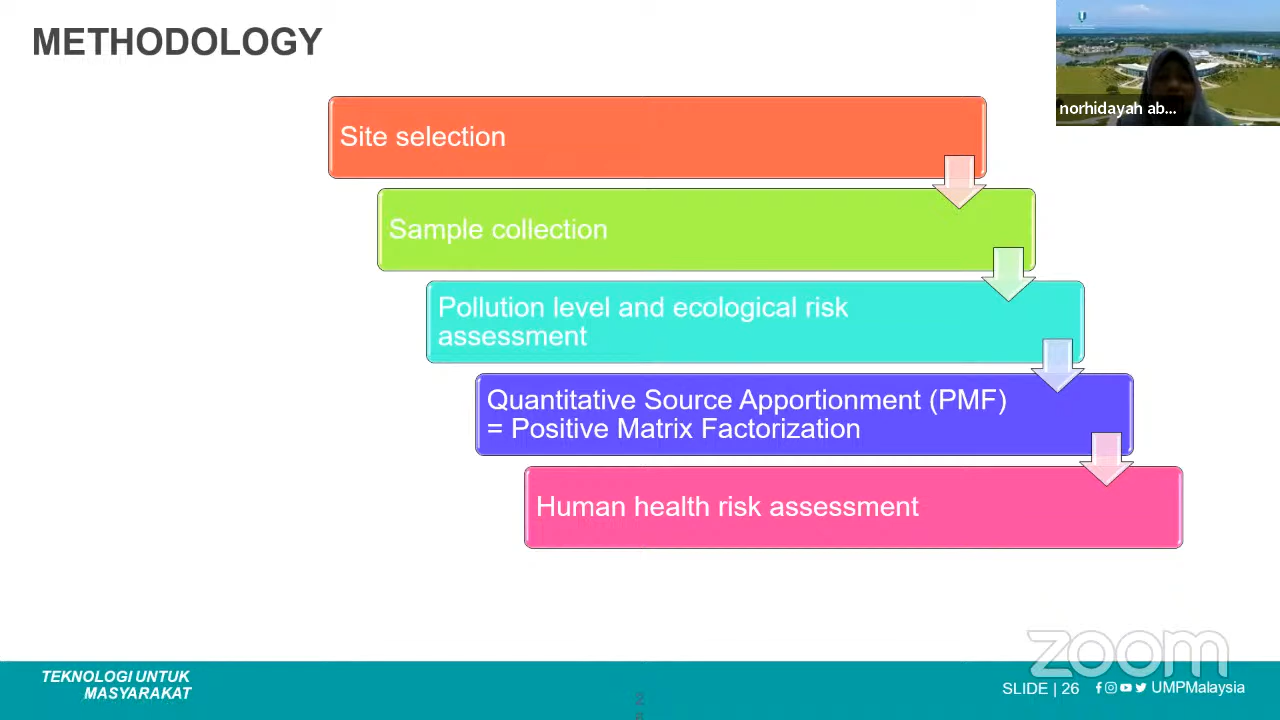 METHODOLOGY
norhidayah ab...
Site selection
Sample collection
Pollution level and ecological risk
assessment
Quantitative Source Apportionment (PMF)
= Positive Matrix Factorization
Human health risk assessment
zoom
TEKNOLOGI UNTUK
MASYARAKAT
SLIDE | 26
UMPMalaysia
2